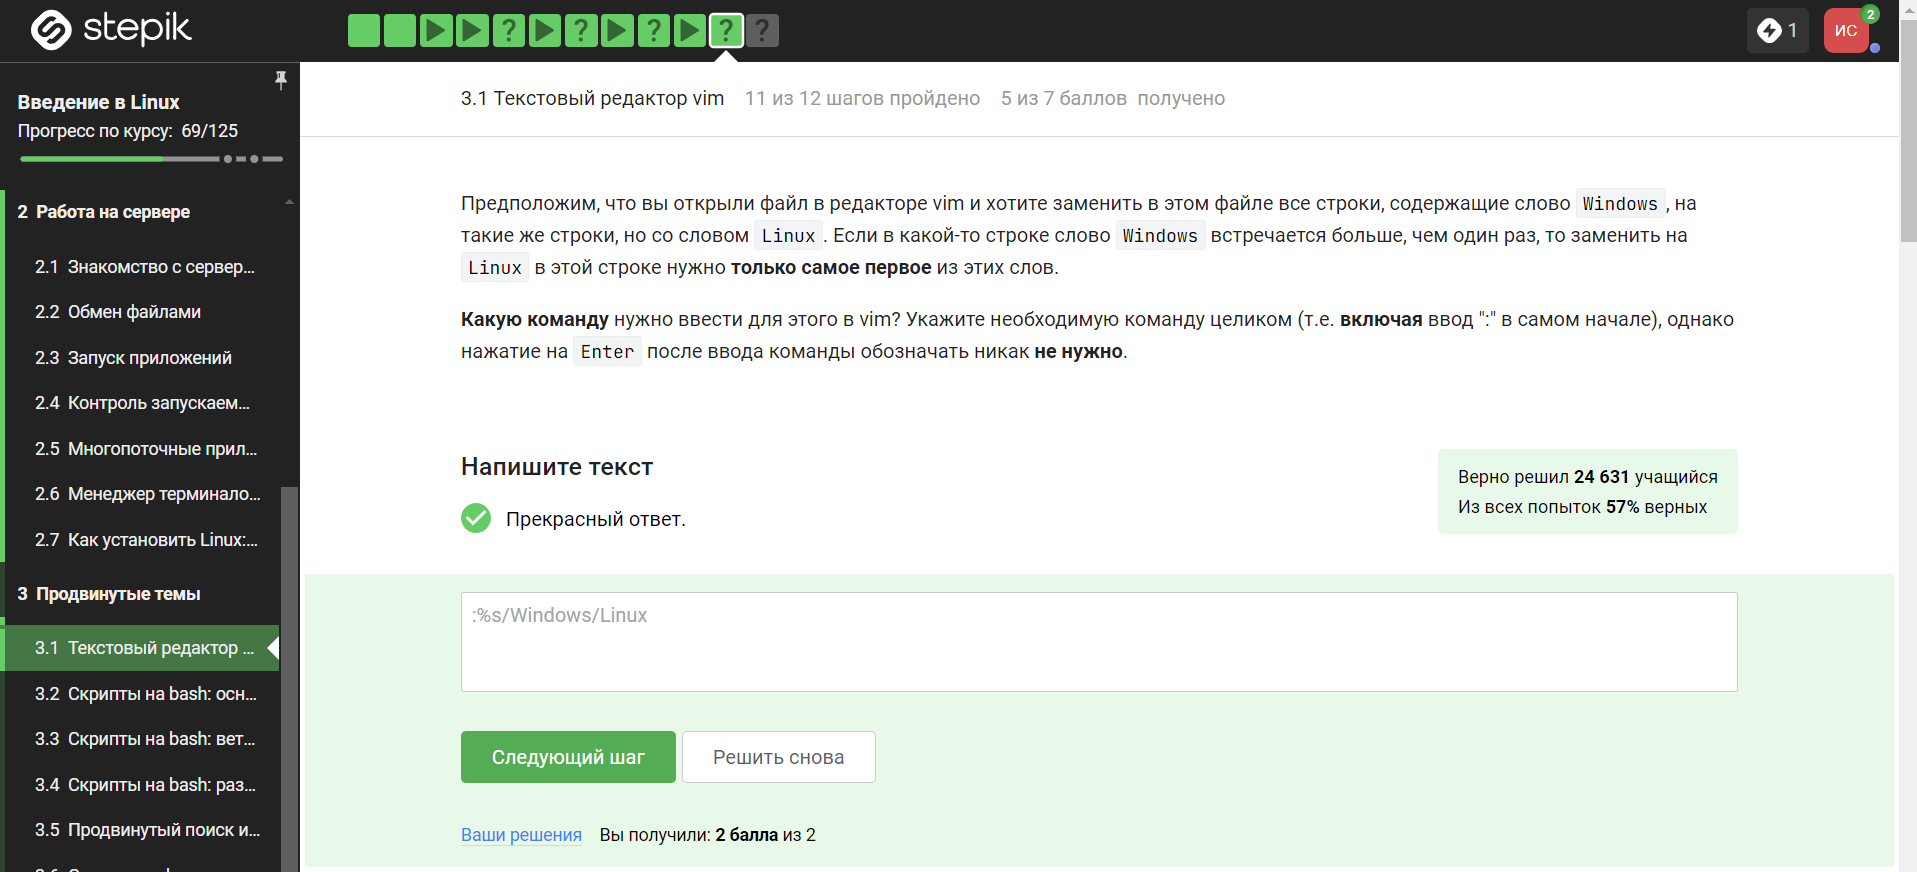 stepik
? ? ? ? ?
1
ИС
2
Введение в Linux
Прогресс по курсу: 69/125
2 Работа на сервере
2.1 Знакомство с сервер...
2.2 Обмен файлами
2.3 Запуск приложений
2.4 Контроль запускаем...
2.5 Многопоточные прил...
2.6 Менеджер терминало...
2.7 Как установить Linux:...
3 Продвинутые темы
3.1 Текстовый редактор ...
3.2 Скрипты на bash: осн...
3.3 Скрипты на bash: вет...
3.4 Скрипты на bash: раз...
3.5 Продвинутый поиск и...
3.1 Текстовый редактор vim 11 из 12 шагов пройдено 5 из 7 баллов получено
Предположим, что вы открыли файл в редакторе vim и хотите заменить в этом файле все строки, содержащие слово Windows, на
такие же строки, но со словом Linux. Если в какой-то строке слово Windows встречается больше, чем один раз, то заменить на
Linux в этой строке нужно только самое первое из этих слов.
Какую команду нужно ввести для этого в vim? Укажите необходимую команду целиком (т.е. включая ввод ":" в самом начале), однако
нажатие на Enter после ввода команды обозначать никак не нужно.
Напишите текст
Прекрасный ответ.
Верно решил 24 631 учащийся
Из всех попыток 57% верных
:%s/Windows/Linux
Следующий шаг
Решить снова
Ваши решения Вы получили: 2 балла из 2